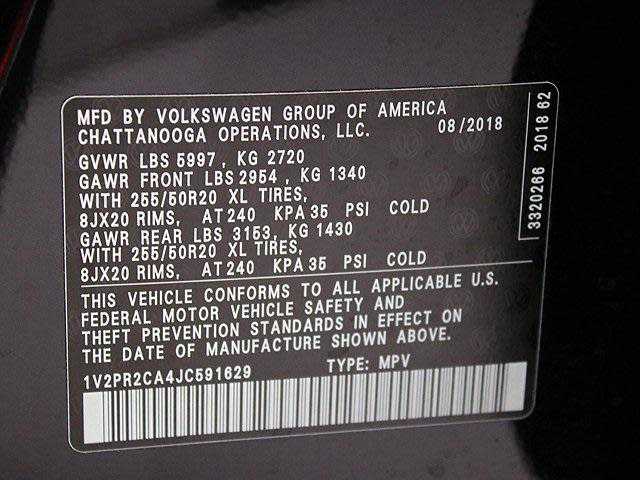 MFD BY VOLKSWAGEN GROUP OF AMERICA
CHATTANOOGA OPERATIONS, LLC. 08/2018
GVWR LBS 5997, KG 2720
GAWR FRONT LBS 2954, KG 1340
WITH 255/50R20 XL TIRES,
8JX20 RIMS, AT 240 KPA 35 PSI COLD
GAWR REAR LBS 3153, KG 1430
WITH 255/50R20 XL TIRES,
8JX20 RIMS, AT 240 KPA 35 PSI COLD
THIS VEHICLE CONFORMS TO ALL APPLICABLE U.S.
FEDERAL MOTOR VEHICLE SAFETY AND
THEFT PREVENTION STANDARDS IN EFFECT ON
THE DATE OF MANUFACTURE SHOWN ABOVE.
1V2PR2CA4JC591629 TYPE: MPV
3320266 2018 62